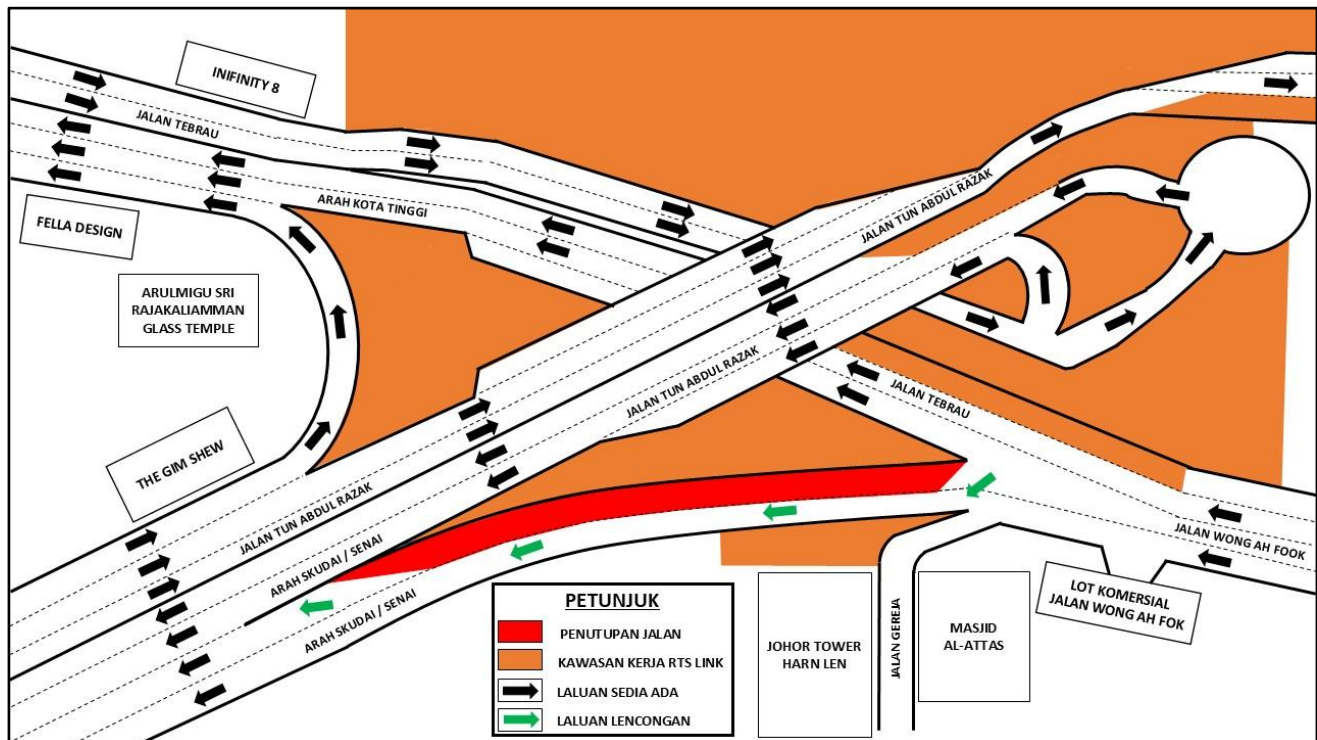 INIFINITY 8
JALAN TEBRAU
ARAH KOTA TINGGI
FELLA DESIGN
ARULMIGU SRI
RAJAKALIAMMAN
GLASS TEMPLE
JALAN TUN ABDUL RAZAK
JALAN TUN ABDUL RAZAK
JALAN TEBRAU
THE GIM SHEW
JALAN TUN ABDUL RAZAK
ARAH SKUDAI / SENAI
ARAH SKUDAI / SENAI
JALAN WONG AH FOOK
LOT KOMERSIAL
JALAN WONG AH FOK
JOHOR TOWER
HARN LEN
JALAN GEREJA
MASJID
AL-ATTAS
PETUNJUK
PENUTUPAN JALAN
KAWASAN KERJA RTS LINK
LALUAN SEDIA ADA
LALUAN LENCONGAN